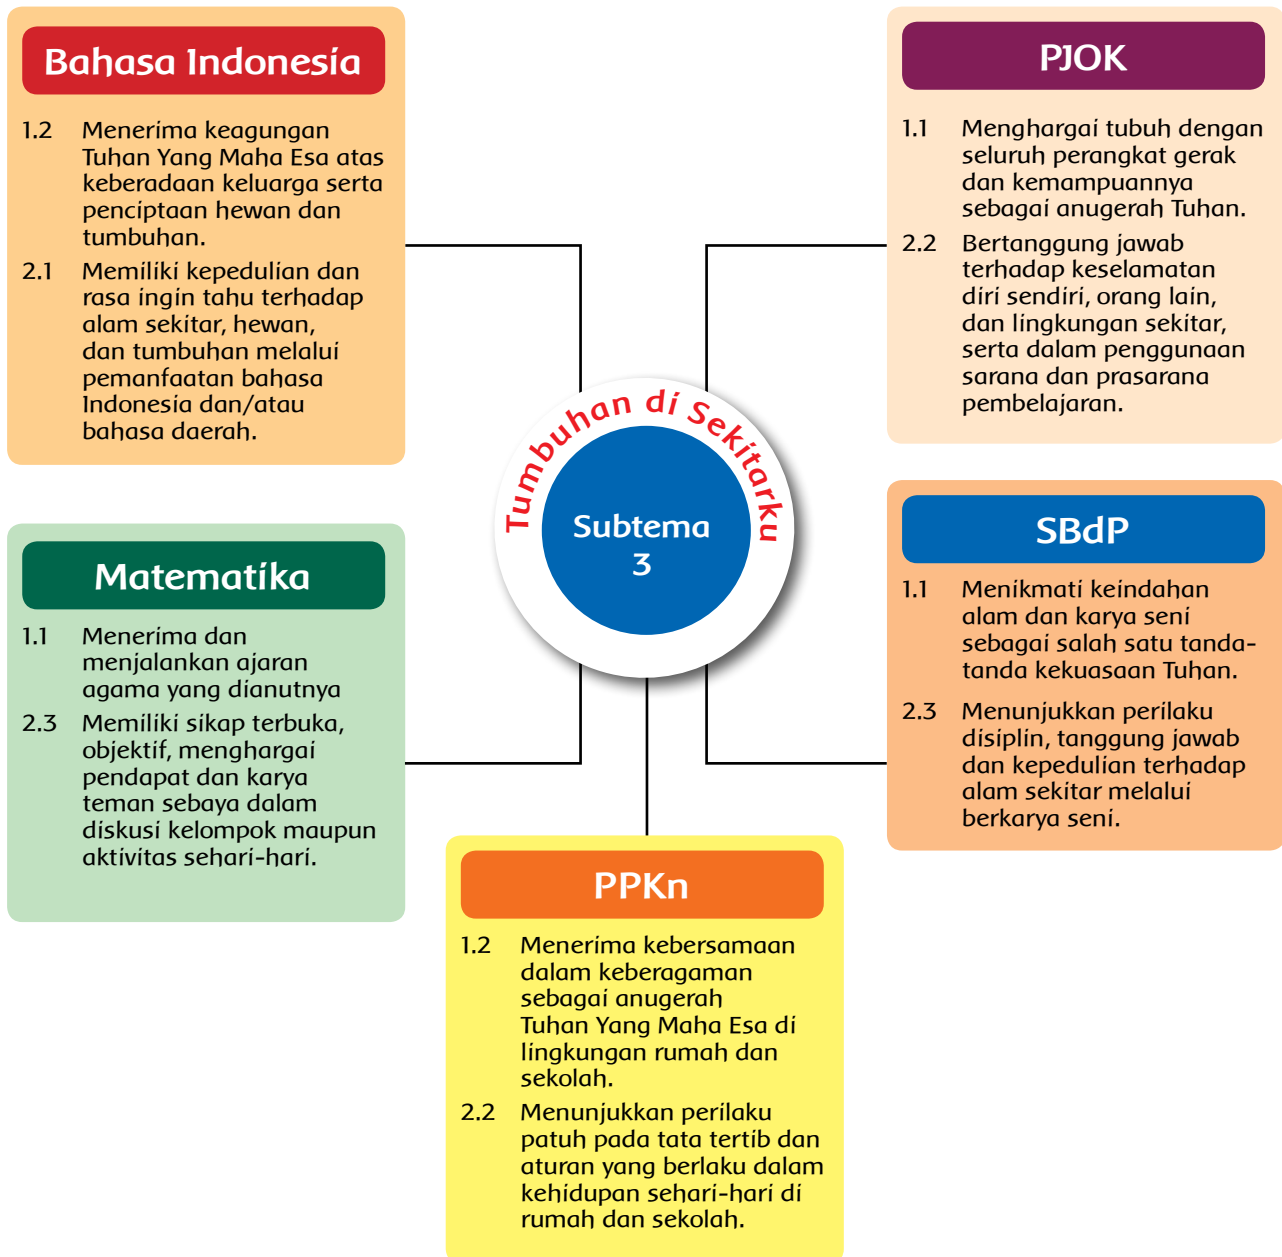 Bahasa Indonesia
1.2 Menerima keagungan
Tuhan Yang Maha Esa atas
keberadaan keluarga serta
penciptaan hewan dan
tumbuhan.
2.1 Memiliki kepedulian dan
rasa ingin tahu terhadap
alam sekitar, hewan,
dan tumbuhan melalui
pemanfaatan bahasa
Indonesia dan/atau
bahasa daerah.
PJOK
1.1 Menghargai tubuh dengan
seluruh perangkat gerak
dan kemampuannya
sebagai anugerah Tuhan.
2.2 Bertanggung jawab
terhadap keselamatan
diri sendiri, orang lain,
dan lingkungan sekitar,
serta dalam penggunaan
sarana dan prasarana
pembelajaran.
Tumbuhan di Sekitarku
Subtema
3
Matematika
1.1 Menerima dan
menjalankan ajaran
agama yang dianutnya
2.3 Memiliki sikap terbuka,
objektif, menghargai
pendapat dan karya
teman sebaya dalam
diskusi kelompok maupun
aktivitas sehari-hari.
SBdP
1.1 Menikmati keindahan
alam dan karya seni
sebagai salah satu tanda-
tanda kekuasaan Tuhan.
2.3 Menunjukkan perilaku
disiplin, tanggung jawab
dan kepedulian terhadap
alam sekitar melalui
berkarya seni.
PPKn
1.2 Menerima kebersamaan
dalam keberagaman
sebagai anugerah
Tuhan Yang Maha Esa di
lingkungan rumah dan
sekolah.
2.2 Menunjukkan perilaku
patuh pada tata tertib dan
aturan yang berlaku dalam
kehidupan sehari-hari di
rumah dan sekolah.